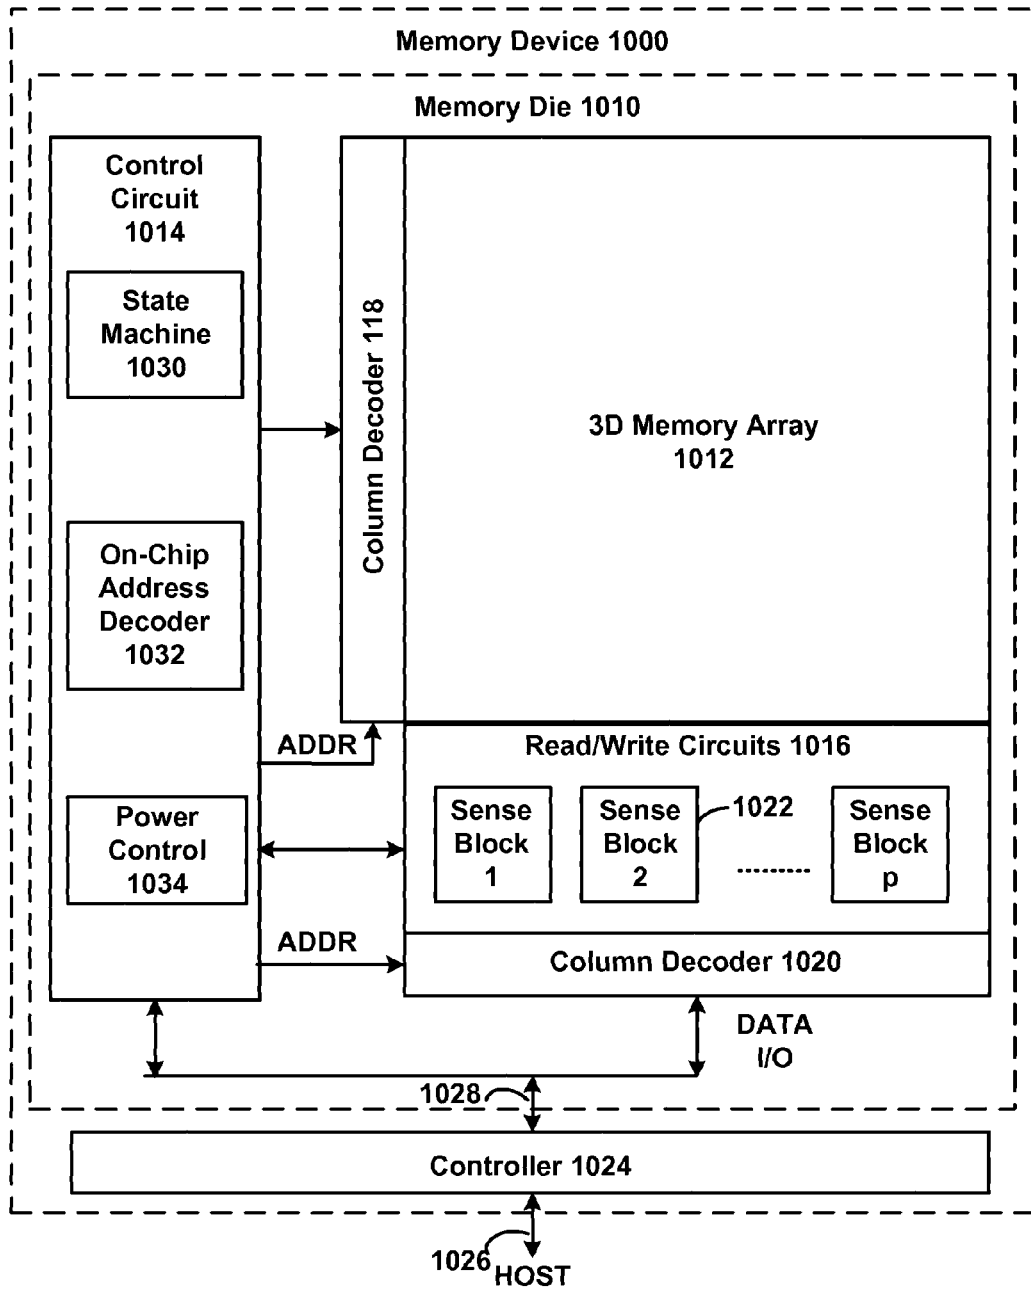 Memory Device 1000
Memory Die 1010
Control
Circuit
1014
State
Machine
1030
On-Chip
Address
Decoder
1032
Power
Control
1034
Column Decoder 118
3D Memory Array
1012
ADDR
Read/Write Circuits 1016
Sense
Block
1
Sense
Block
2
1022
.........
Sense
Block
p
ADDR
Column Decoder 1020
DATA
I/O
1028
Controller 1024
1026
HOST